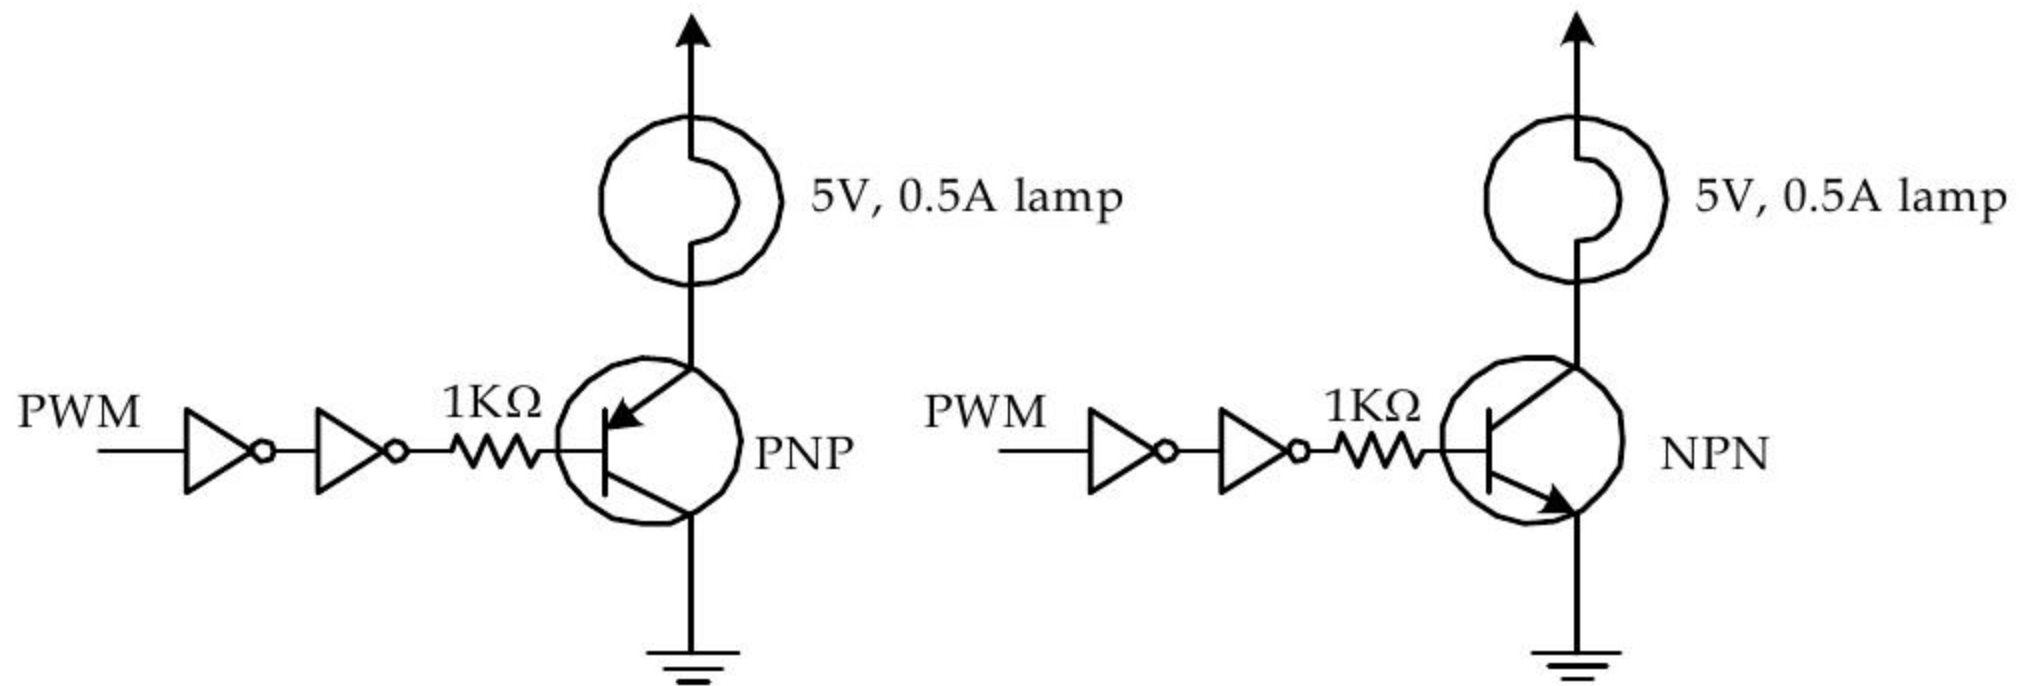 5V, 0.5A lamp
PWM
1KΩ
PNP
5V, 0.5A lamp
PWM
1KΩ
NPN